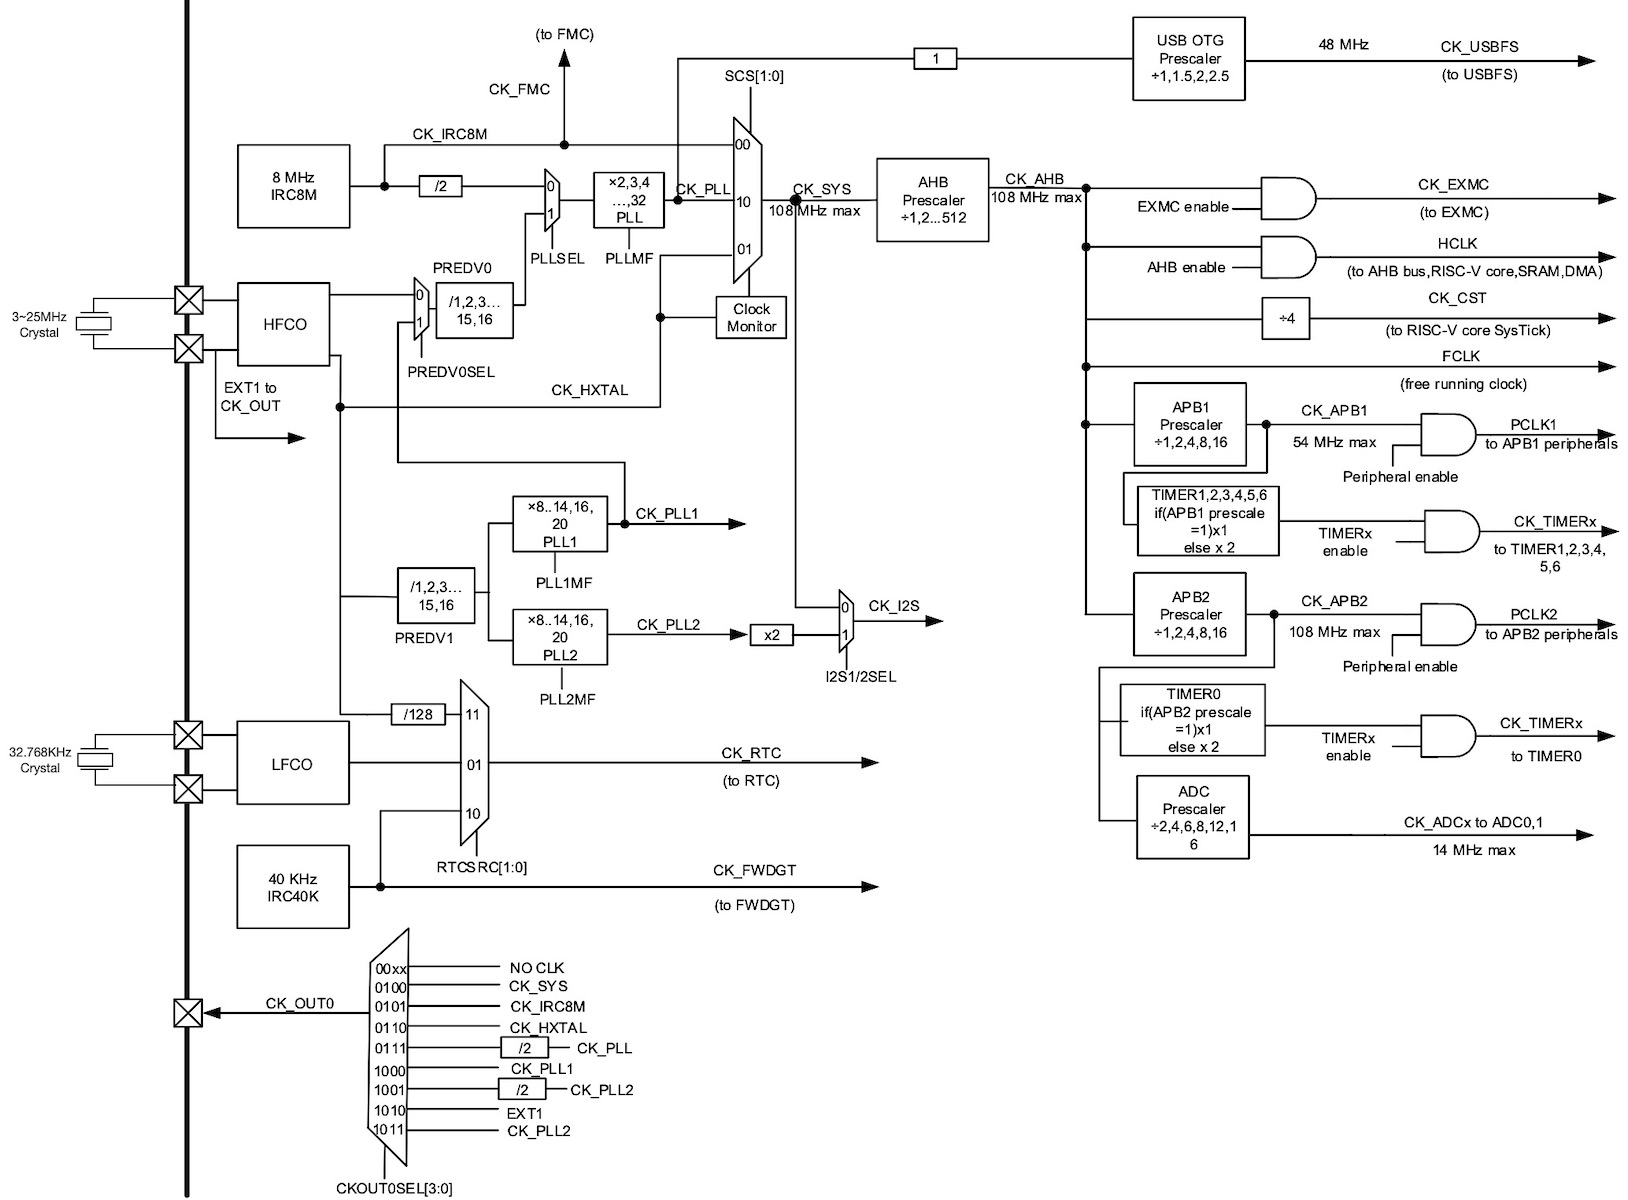 (to FMC)
CK_FMC
SCS[1:0]
1
USB OTG
Prescaler
÷1,1.5,2,2.5
48 MHz
CK_USBFS
(to USBFS)
8 MHz
IRC8M
CK_IRC8M
/2
0
1
PLLSEL
×2,3,4
...,32
PLL
PLLMF
CK_PLL
00
10
01
CK_SYS
108 MHz max
AHB
Prescaler
÷1,2...512
CK_AHB
108 MHz max
EXMC enable
CK_EXMC
(to EXMC)
AHB enable
HCLK
(to AHB bus,RISC-V core,SRAM,DMA)
÷4
CK_CST
(to RISC-V core SysTick)
FCLK
(free running clock)
3~25MHz
Crystal
HFCO
EXT1 to
CK_OUT
PREDV0
0
1
/1,2,3...
15,16
PREDV0SEL
Clock
Monitor
CK_HXTAL
APB1
Prescaler
÷1,2,4,8,16
CK_APB1
54 MHz max
Peripheral enable
PCLK1
to APB1 peripherals
TIMER1,2,3,4,5,6
if(APB1 prescale
=1)x1
else x 2
TIMERx
enable
CK_TIMERx
to TIMER1,2,3,4,
5,6
×8..14,16,
20
PLL1
PLL1MF
CK_PLL1
/1,2,3...
15,16
PREDV1
×8..14,16,
20
PLL2
PLL2MF
CK_PLL2
x2
0
1
CK_I2S
I2S1/2SEL
APB2
Prescaler
÷1,2,4,8,16
CK_APB2
108 MHz max
Peripheral enable
PCLK2
to APB2 peripherals
TIMER0
if(APB2 prescale
=1)x1
else x 2
TIMERx
enable
CK_TIMERx
to TIMER0
ADC
Prescaler
÷2,4,6,8,12,1
6
CK_ADCx to ADC0,1
14 MHz max
32.768KHz
Crystal
LFCO
/128
11
01
10
RTCSRC[1:0]
CK_RTC
(to RTC)
40 KHz
IRC40K
CK_FWDGT
(to FWDGT)
CK_OUT0
00xx NO CLK
0100 CK_SYS
0101 CK_IRC8M
0110 CK_HXTAL
0111 /2 CK_PLL
1000 CK_PLL1
1001 /2 CK_PLL2
1010 EXT1
1011 CK_PLL2
CKOUT0SEL[3:0]